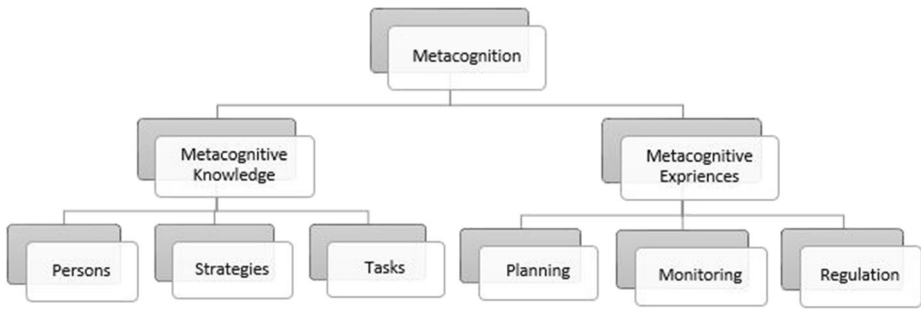 Metacognition
Metacognitive
Knowledge
Metacognitive
Expriences
Persons
Strategies
Tasks
Planning
Monitoring
Regulation